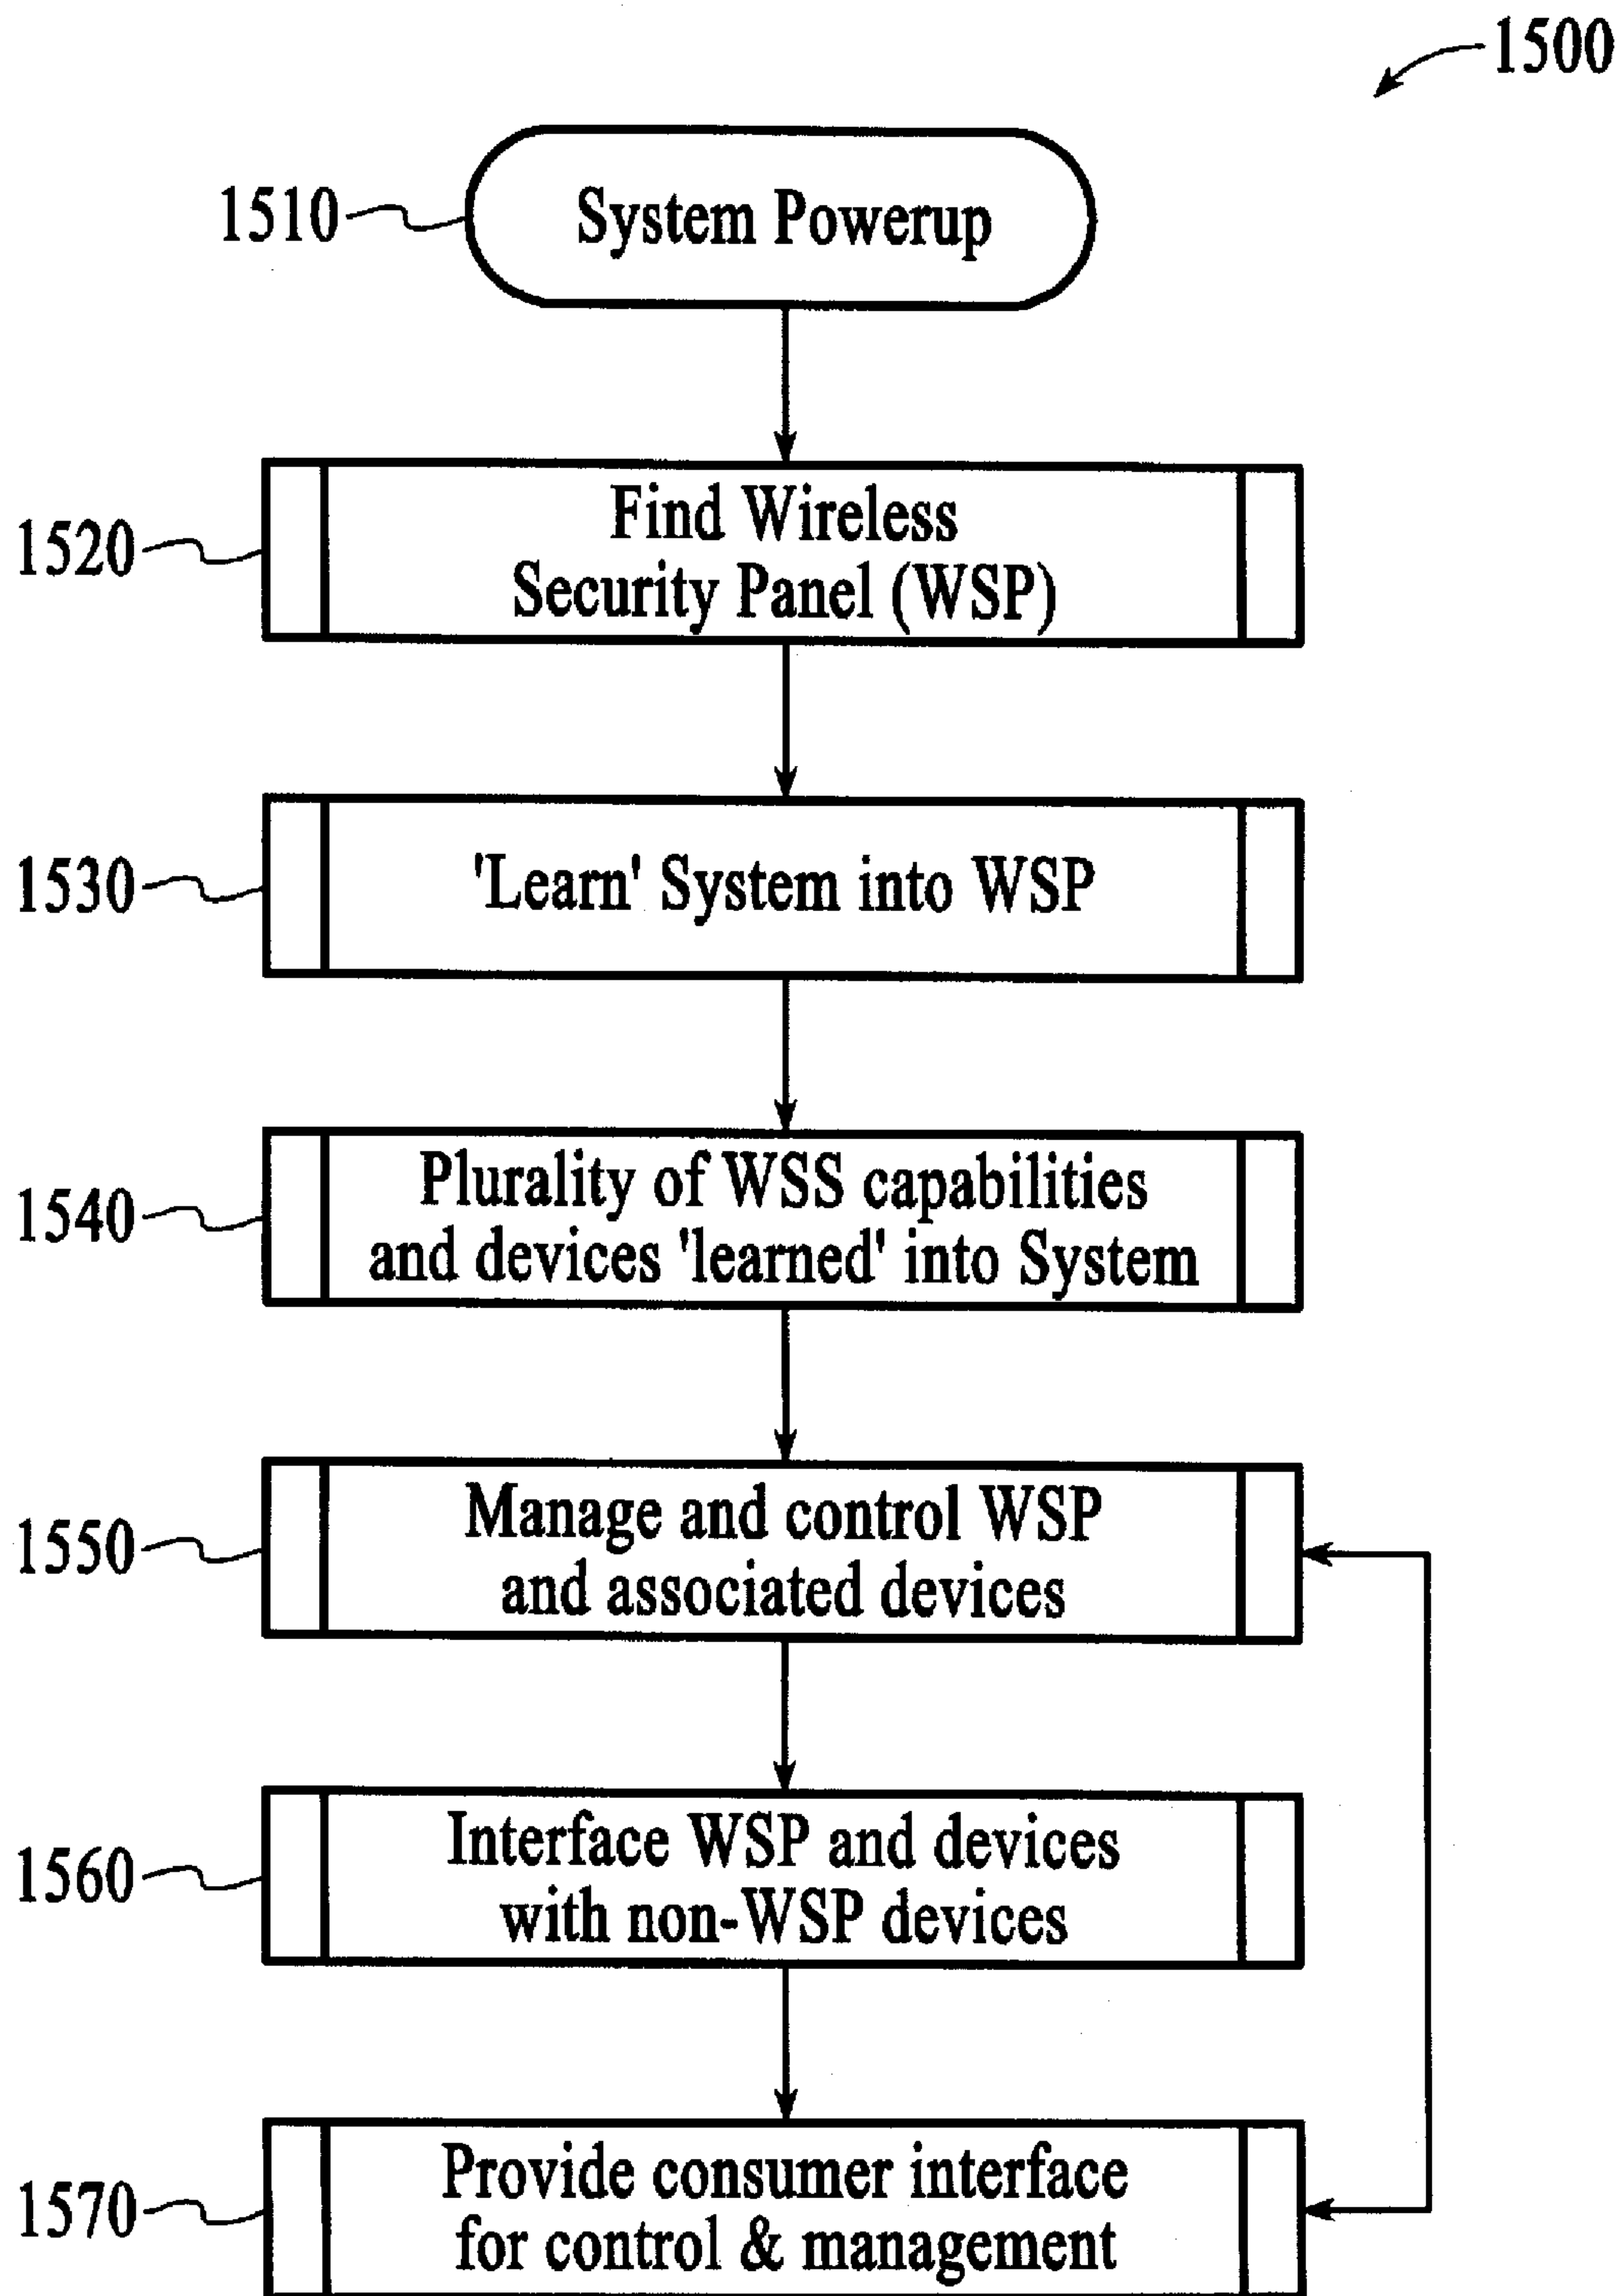 1500
1510
System Powerup
1520
Find Wireless
Security Panel (WSP)
1530
'Learn' System into WSP
1540
Plurality of WSS capabilities
and devices 'learned' into System
1550
Manage and control WSP
and associated devices
1560
Interface WSP and devices
with non-WSP devices
1570
Provide consumer interface
for control & management